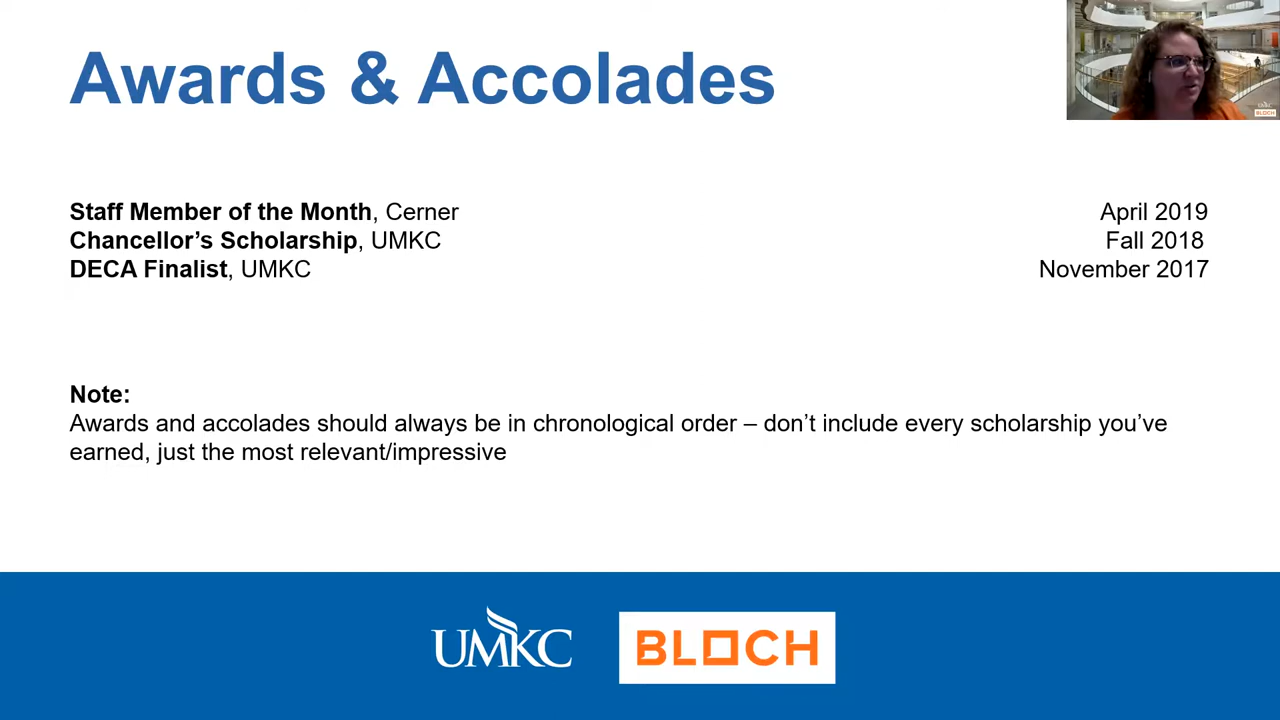 Awards & Accolades
Staff Member of the Month, Cerner April 2019
Chancellor’s Scholarship, UMKC Fall 2018
DECA Finalist, UMKC November 2017
Note:
Awards and accolades should always be in chronological order – don’t include every scholarship you’ve
earned, just the most relevant/impressive
UMKC BLOCH
UMKC
BLOCH